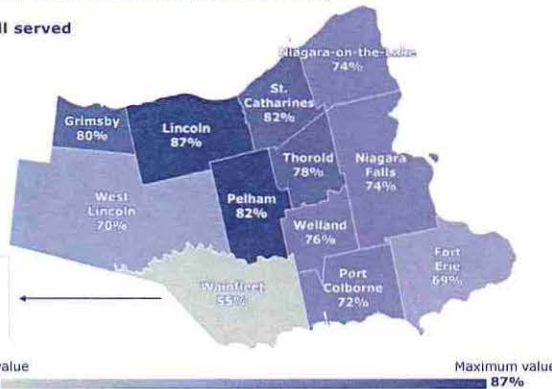 ll served
Niagara-on-the-Lake
74%
St.
Catharines
82%
Grimsby
80%
Lincoln
87%
Thorold
78%
Niagara
Falls
74%
West
Lincoln
70%
Pelham
82%
Welland
76%
Fort
Erie
69%
Wainfleet
55%
Port
Colborne
72%
value
Maximum value
87%